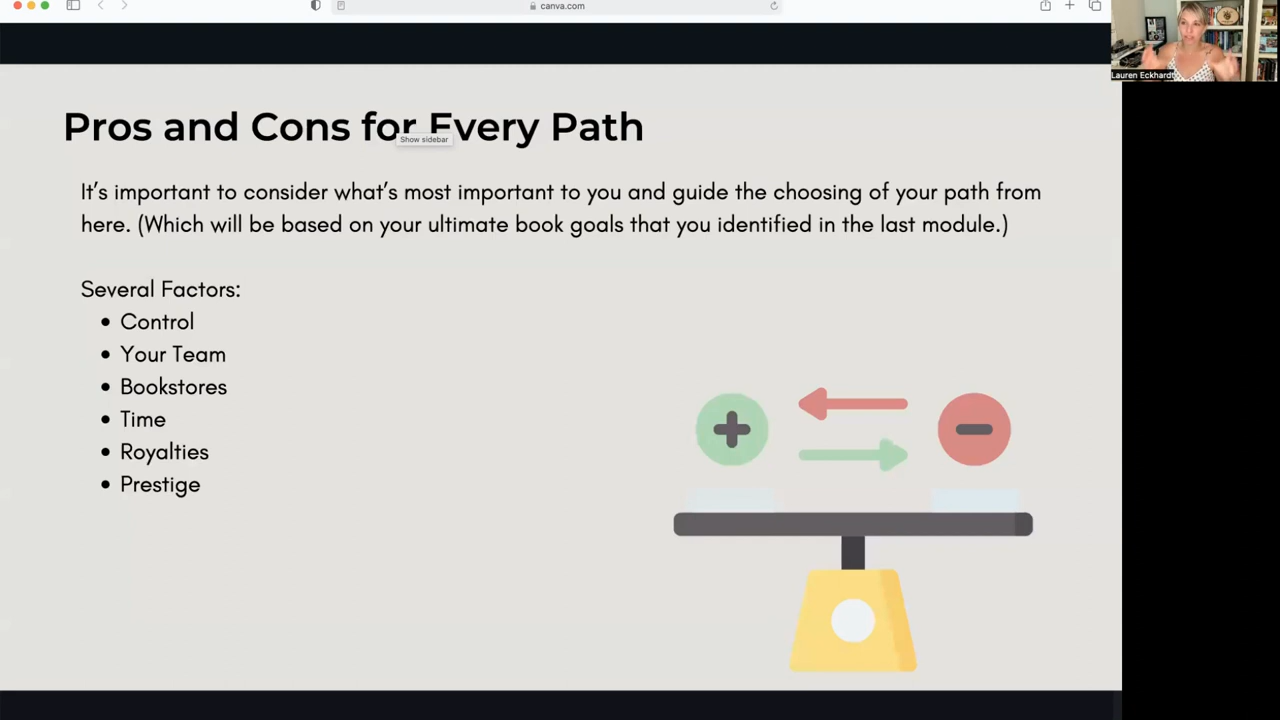 canva.com
Lauren Eckhardt
Pros and Cons for Every Path
Show sidebar
It's important to consider what's most important to you and guide the choosing of your path from
here. (Which will be based on your ultimate book goals that you identified in the last module.)
Several Factors:
• Control
• Your Team
• Bookstores
• Time
• Royalties
• Prestige